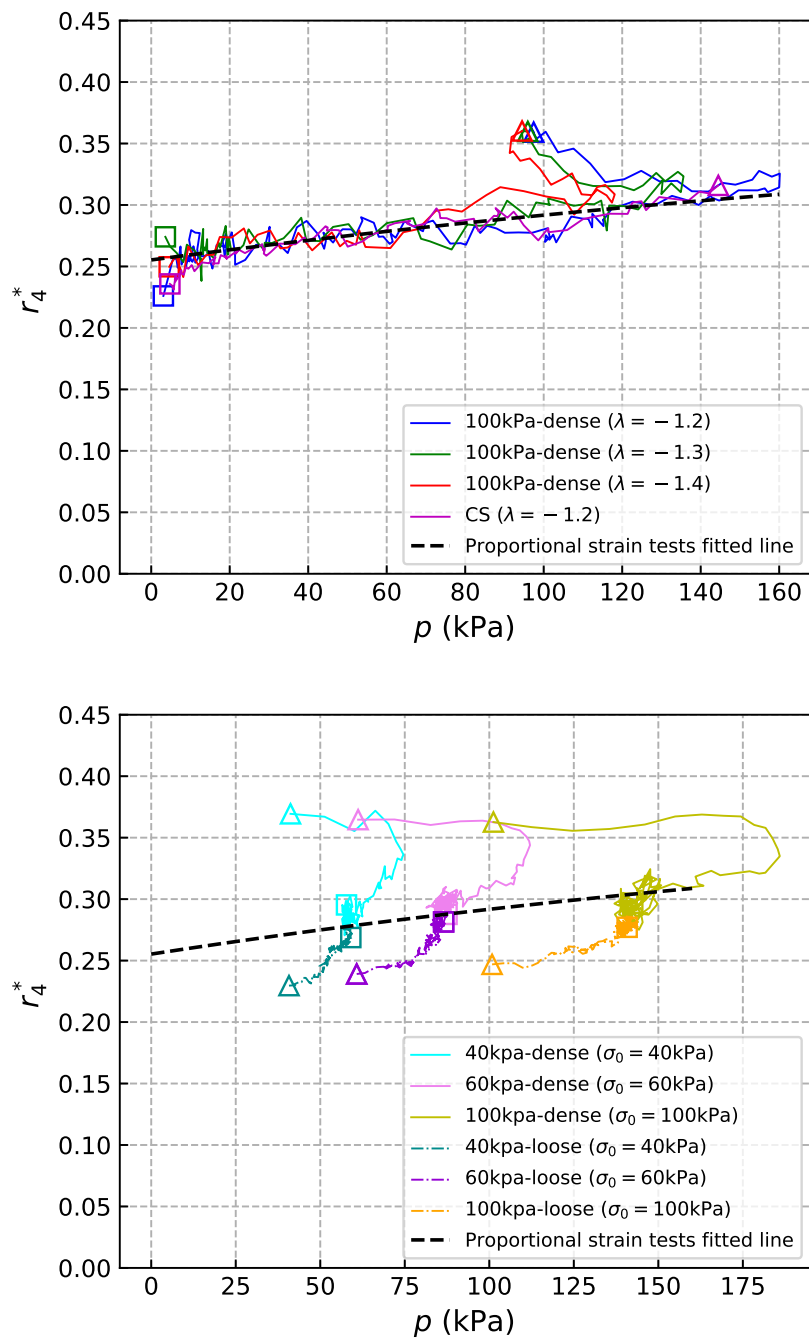 0.45
0.40
0.35
0.30
0.25
0.20
0.15
0.10
0.05
0.00
r₄*
100kPa-dense (λ = −1.2)
100kPa-dense (λ = −1.3)
100kPa-dense (λ = −1.4)
CS (λ = −1.2)
Proportional strain tests fitted line
0 20 40 60 80 100 120 140 160
p (kPa)
0.45
0.40
0.35
0.30
0.25
0.20
0.15
0.10
0.05
0.00
r₄*
40kpa-dense (σ₀ = 40kPa)
60kpa-dense (σ₀ = 60kPa)
100kpa-dense (σ₀ = 100kPa)
40kpa-loose (σ₀ = 40kPa)
60kpa-loose (σ₀ = 60kPa)
100kpa-loose (σ₀ = 100kPa)
Proportional strain tests fitted line
0 25 50 75 100 125 150 175
p (kPa)